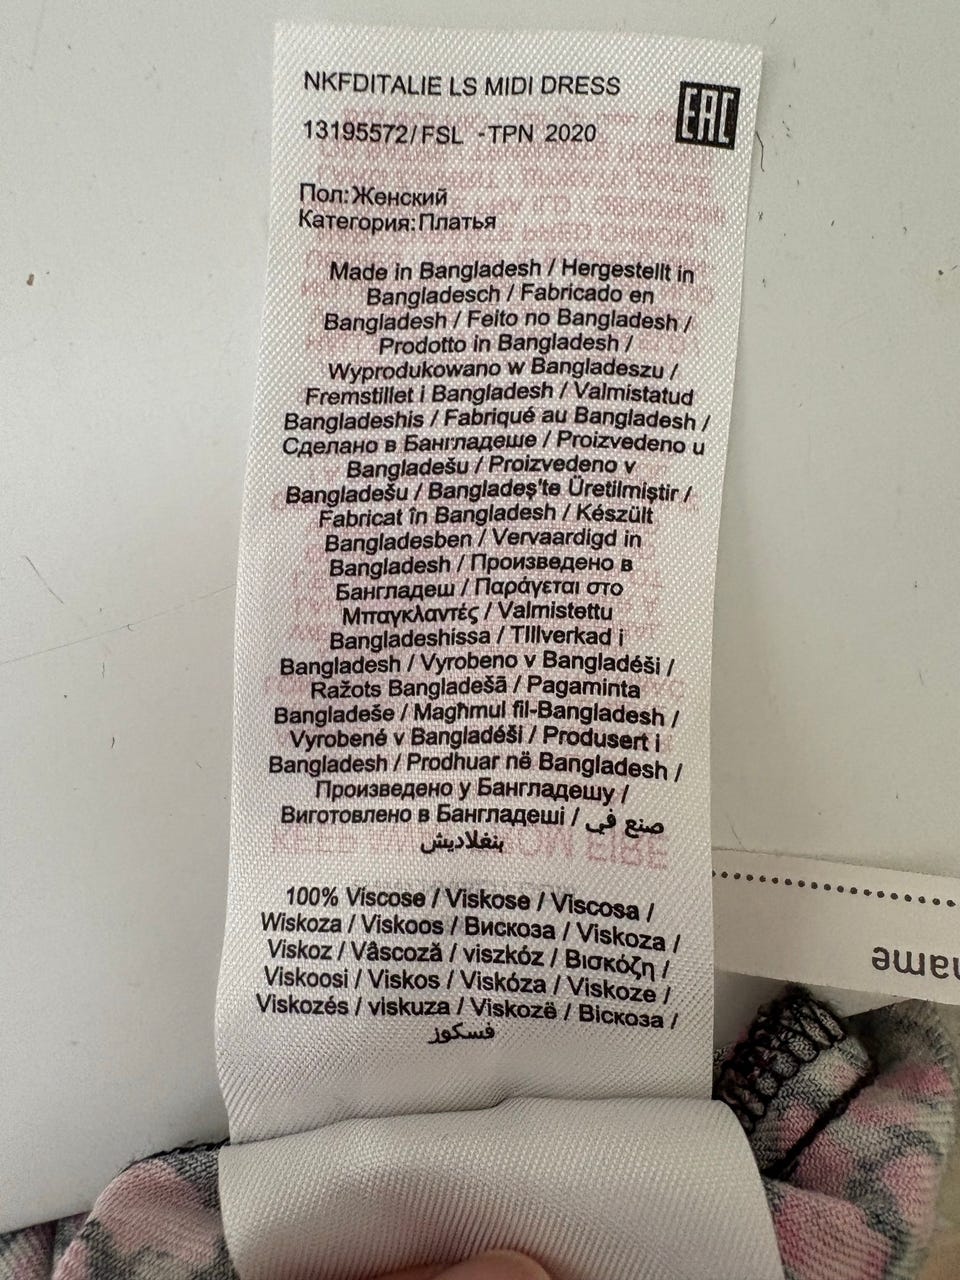 NKFDITALIE LS MIDI DRESS
EAC
13195572/FSL -TPN 2020
Пол:Женский
Категория:Платья
Made in Bangladesh / Hergestellt in
Bangladesch / Fabricado en
Bangladesh / Feito no Bangladesh /
Prodotto in Bangladesh /
Wyprodukowano w Bangladeszu /
Fremstillet i Bangladesh / Valmistatud
Bangladeshis / Fabriqué au Bangladesh /
Сделано в Бангладеше / Proizvedeno u
Bangladešu / Proizvedeno v
Bangladešu / Bangladeş'te Üretilmiştir /
Fabricat în Bangladesh / Készült
Bangladesben / Vervaardigd in
Bangladesh / Произведено в
Бангладеш / Παράγεται στο
Μπαγκλαντές / Valmistettu
Bangladeshissa / TIllverkad i
Bangladesh / Vyrobeno v Bangladéši /
Ražots Bangladešā / Pagaminta
Bangladeše / Magħmul fil-Bangladesh /
Vyrobené v Bangladéši / Produsert i
Bangladesh / Prodhuar në Bangladesh /
Произведено у Бангладешу /
Виготовлено в Бангладеші / صنع في
بنغلاديش
100% Viscose / Viskose / Viscosa /
Wiskoza / Viskoos / Вискоза / Viskoza /
Viskoz / Vâscoză / viszkóz / Βισκόζη /
Viskoosi / Viskos / Viskóza / Viskoze /
Viskozés / viskuza / Viskozë / Віскоза /
فسكوز
name